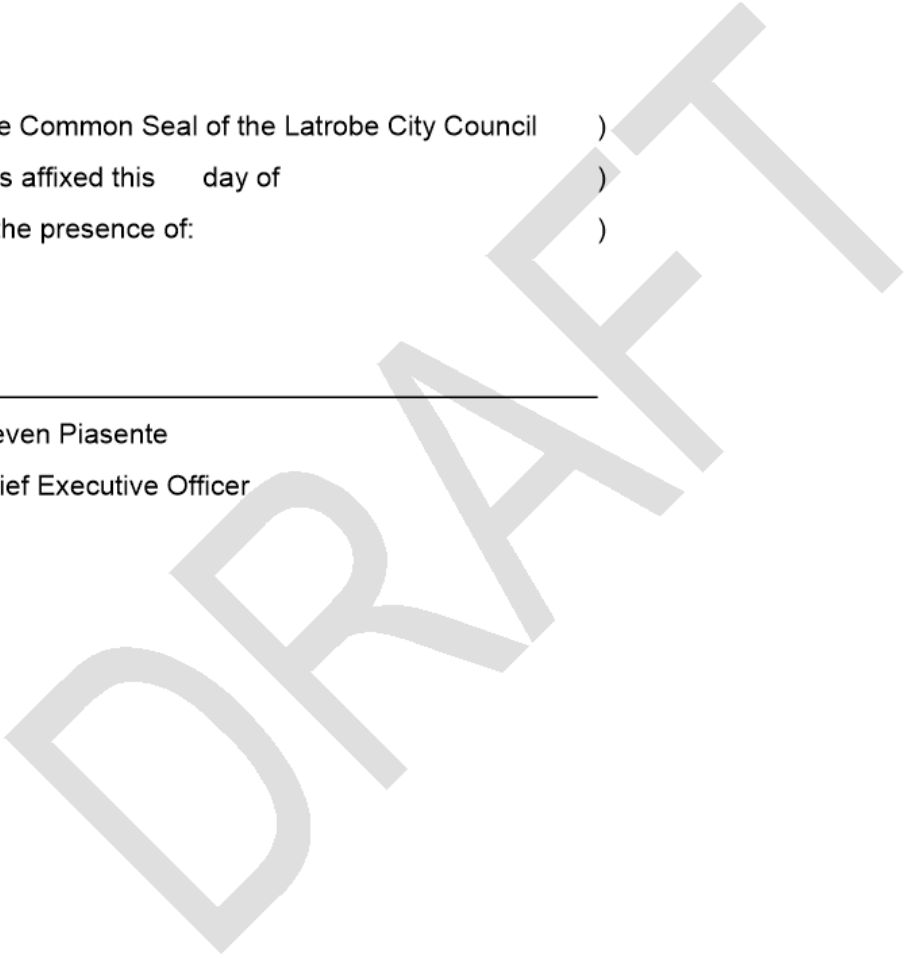 e Common Seal of the Latrobe City Council )
s affixed this day of )
the presence of: )
even Piasente
ief Executive Officer
DRAFT